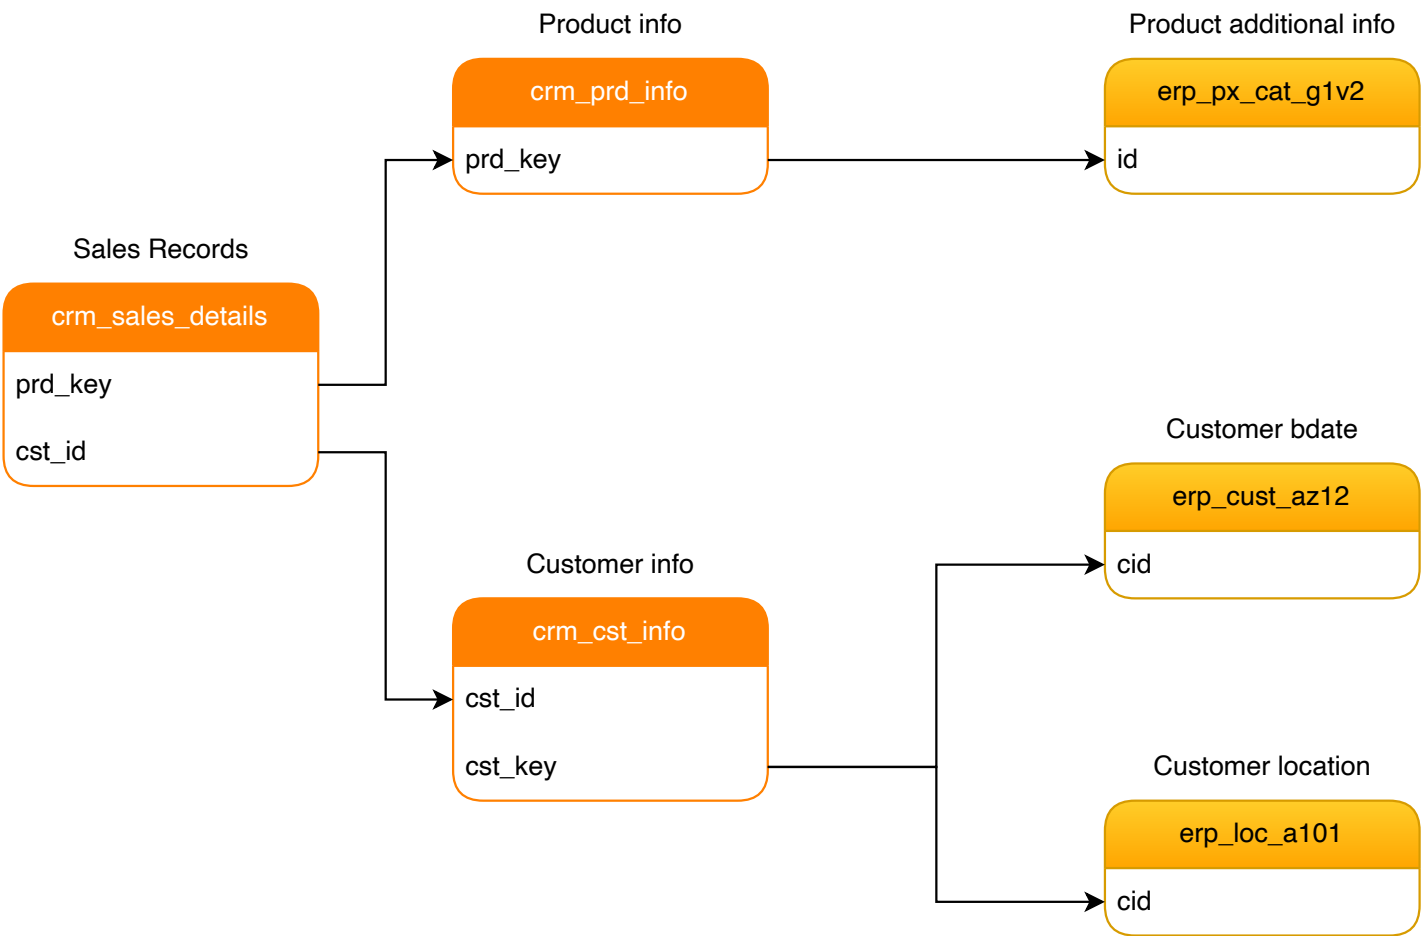 Product info
crm_prd_info
prd_key
Product additional info
erp_px_cat_g1v2
id
Sales Records
crm_sales_details
prd_key
cst_id
Customer bdate
erp_cust_az12
cid
Customer info
crm_cst_info
cst_id
cst_key
Customer location
erp_loc_a101
cid